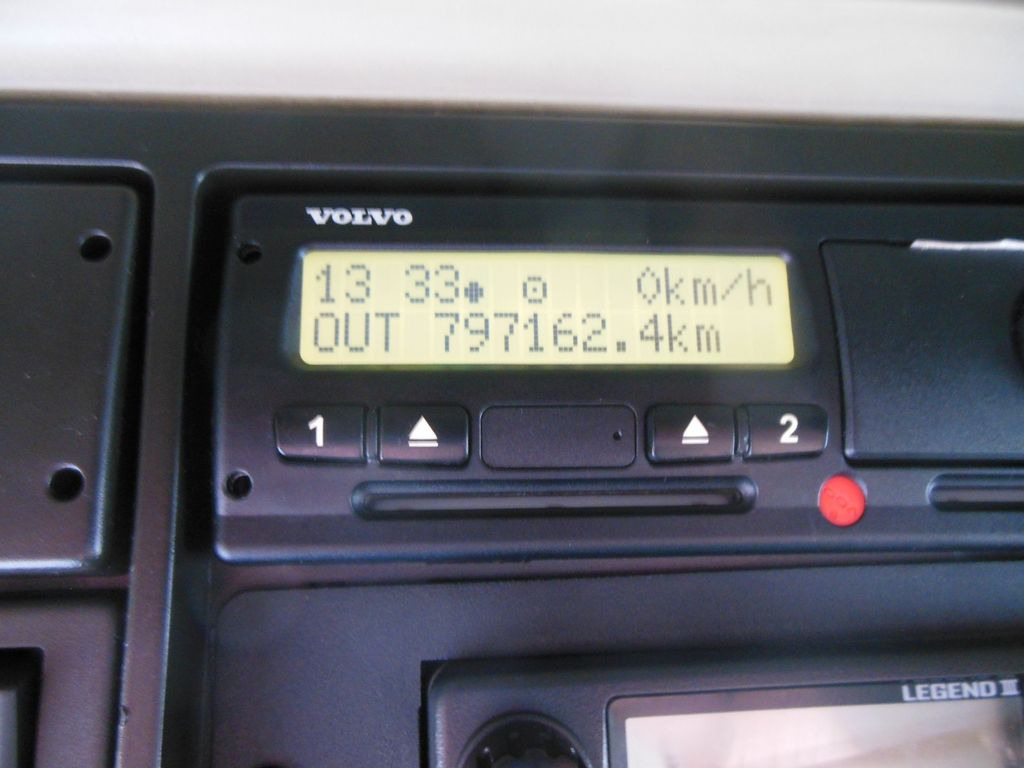 VOLVO
13 33 0km/h
OUT 797162.4km
1 2
LEGEND II